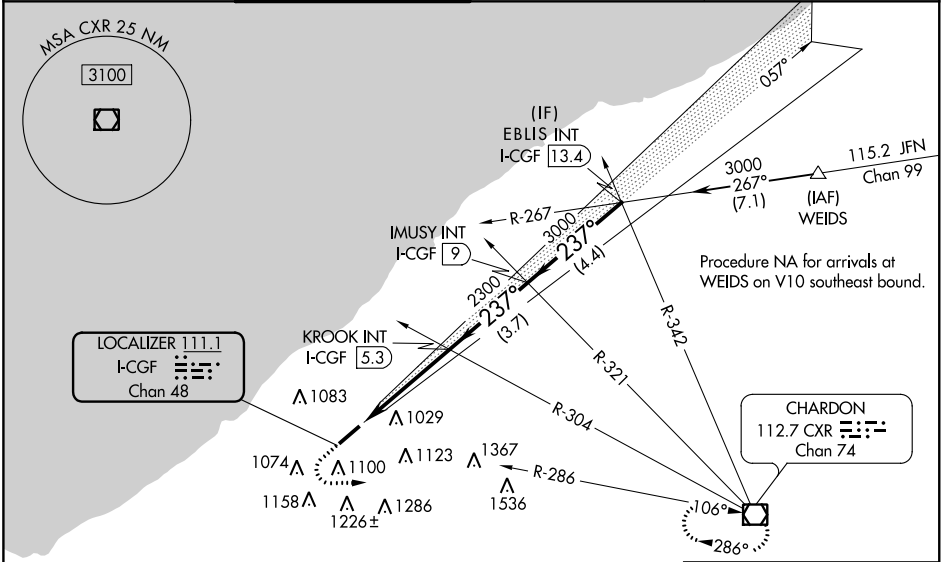 MSA CXR 25 NM
3100
(IF)
EBLIS INT
I-CGF 13.4
057°
3000
267°
(7.1)
115.2 JFN
Chan 99
(IAF)
WEIDS
R-267
IMUSY INT
I-CGF 9
3000
237°
(4.4)
Procedure NA for arrivals at
WEIDS on V10 southeast bound.
2300
237°
(3.7)
R-342
KROOK INT
I-CGF 5.3
R-321
LOCALIZER 111.1
I-CGF
Chan 48
R-304
CHARDON
112.7 CXR
Chan 74
1083
1029
1123
1367
1074
1100
R-286
1536
1158
1226±
1286
106°
286°